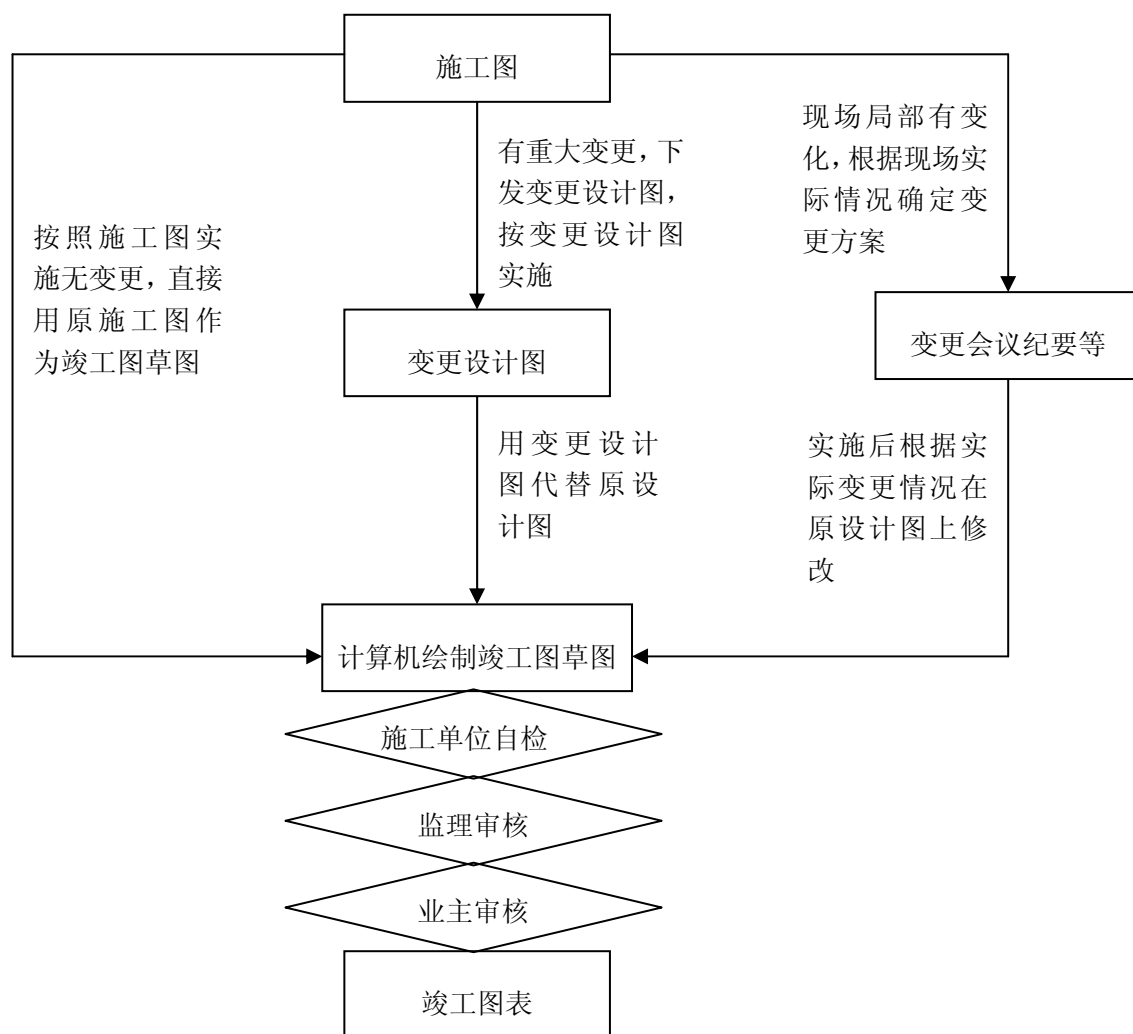 施工图
按照施工图实
施无变更，直接
用原施工图作
为竣工图草图
有重大变更，下
发变更设计图，
按变更设计图
实施
现场局部有变
化，根据现场实
际情况确定变
更方案
变更设计图
变更会议纪要等
用变更设计
图代替原设
计图
实施后根据实
际变更情况在
原设计图上修
改
计算机绘制竣工图草图
施工单位自检
监理审核
业主审核
竣工图表